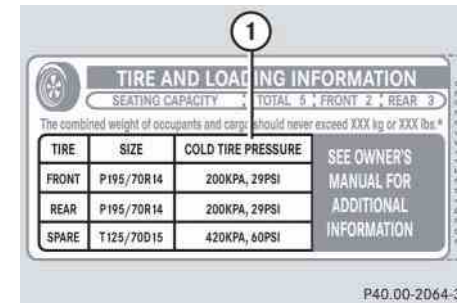 1
TIRE AND LOADING INFORMATION
SEATING CAPACITY TOTAL 5 FRONT 2 REAR 3
The combined weight of occupants and cargo should never exceed XXX kg or XXX lbs.*
TIRE SIZE COLD TIRE PRESSURE
FRONT P195/70R14 200KPA, 29PSI
REAR P195/70R14 200KPA, 29PSI
SPARE T125/70D15 420KPA, 60PSI
SEE OWNER'S
MANUAL FOR
ADDITIONAL
INFORMATION
P40.00-2064-3